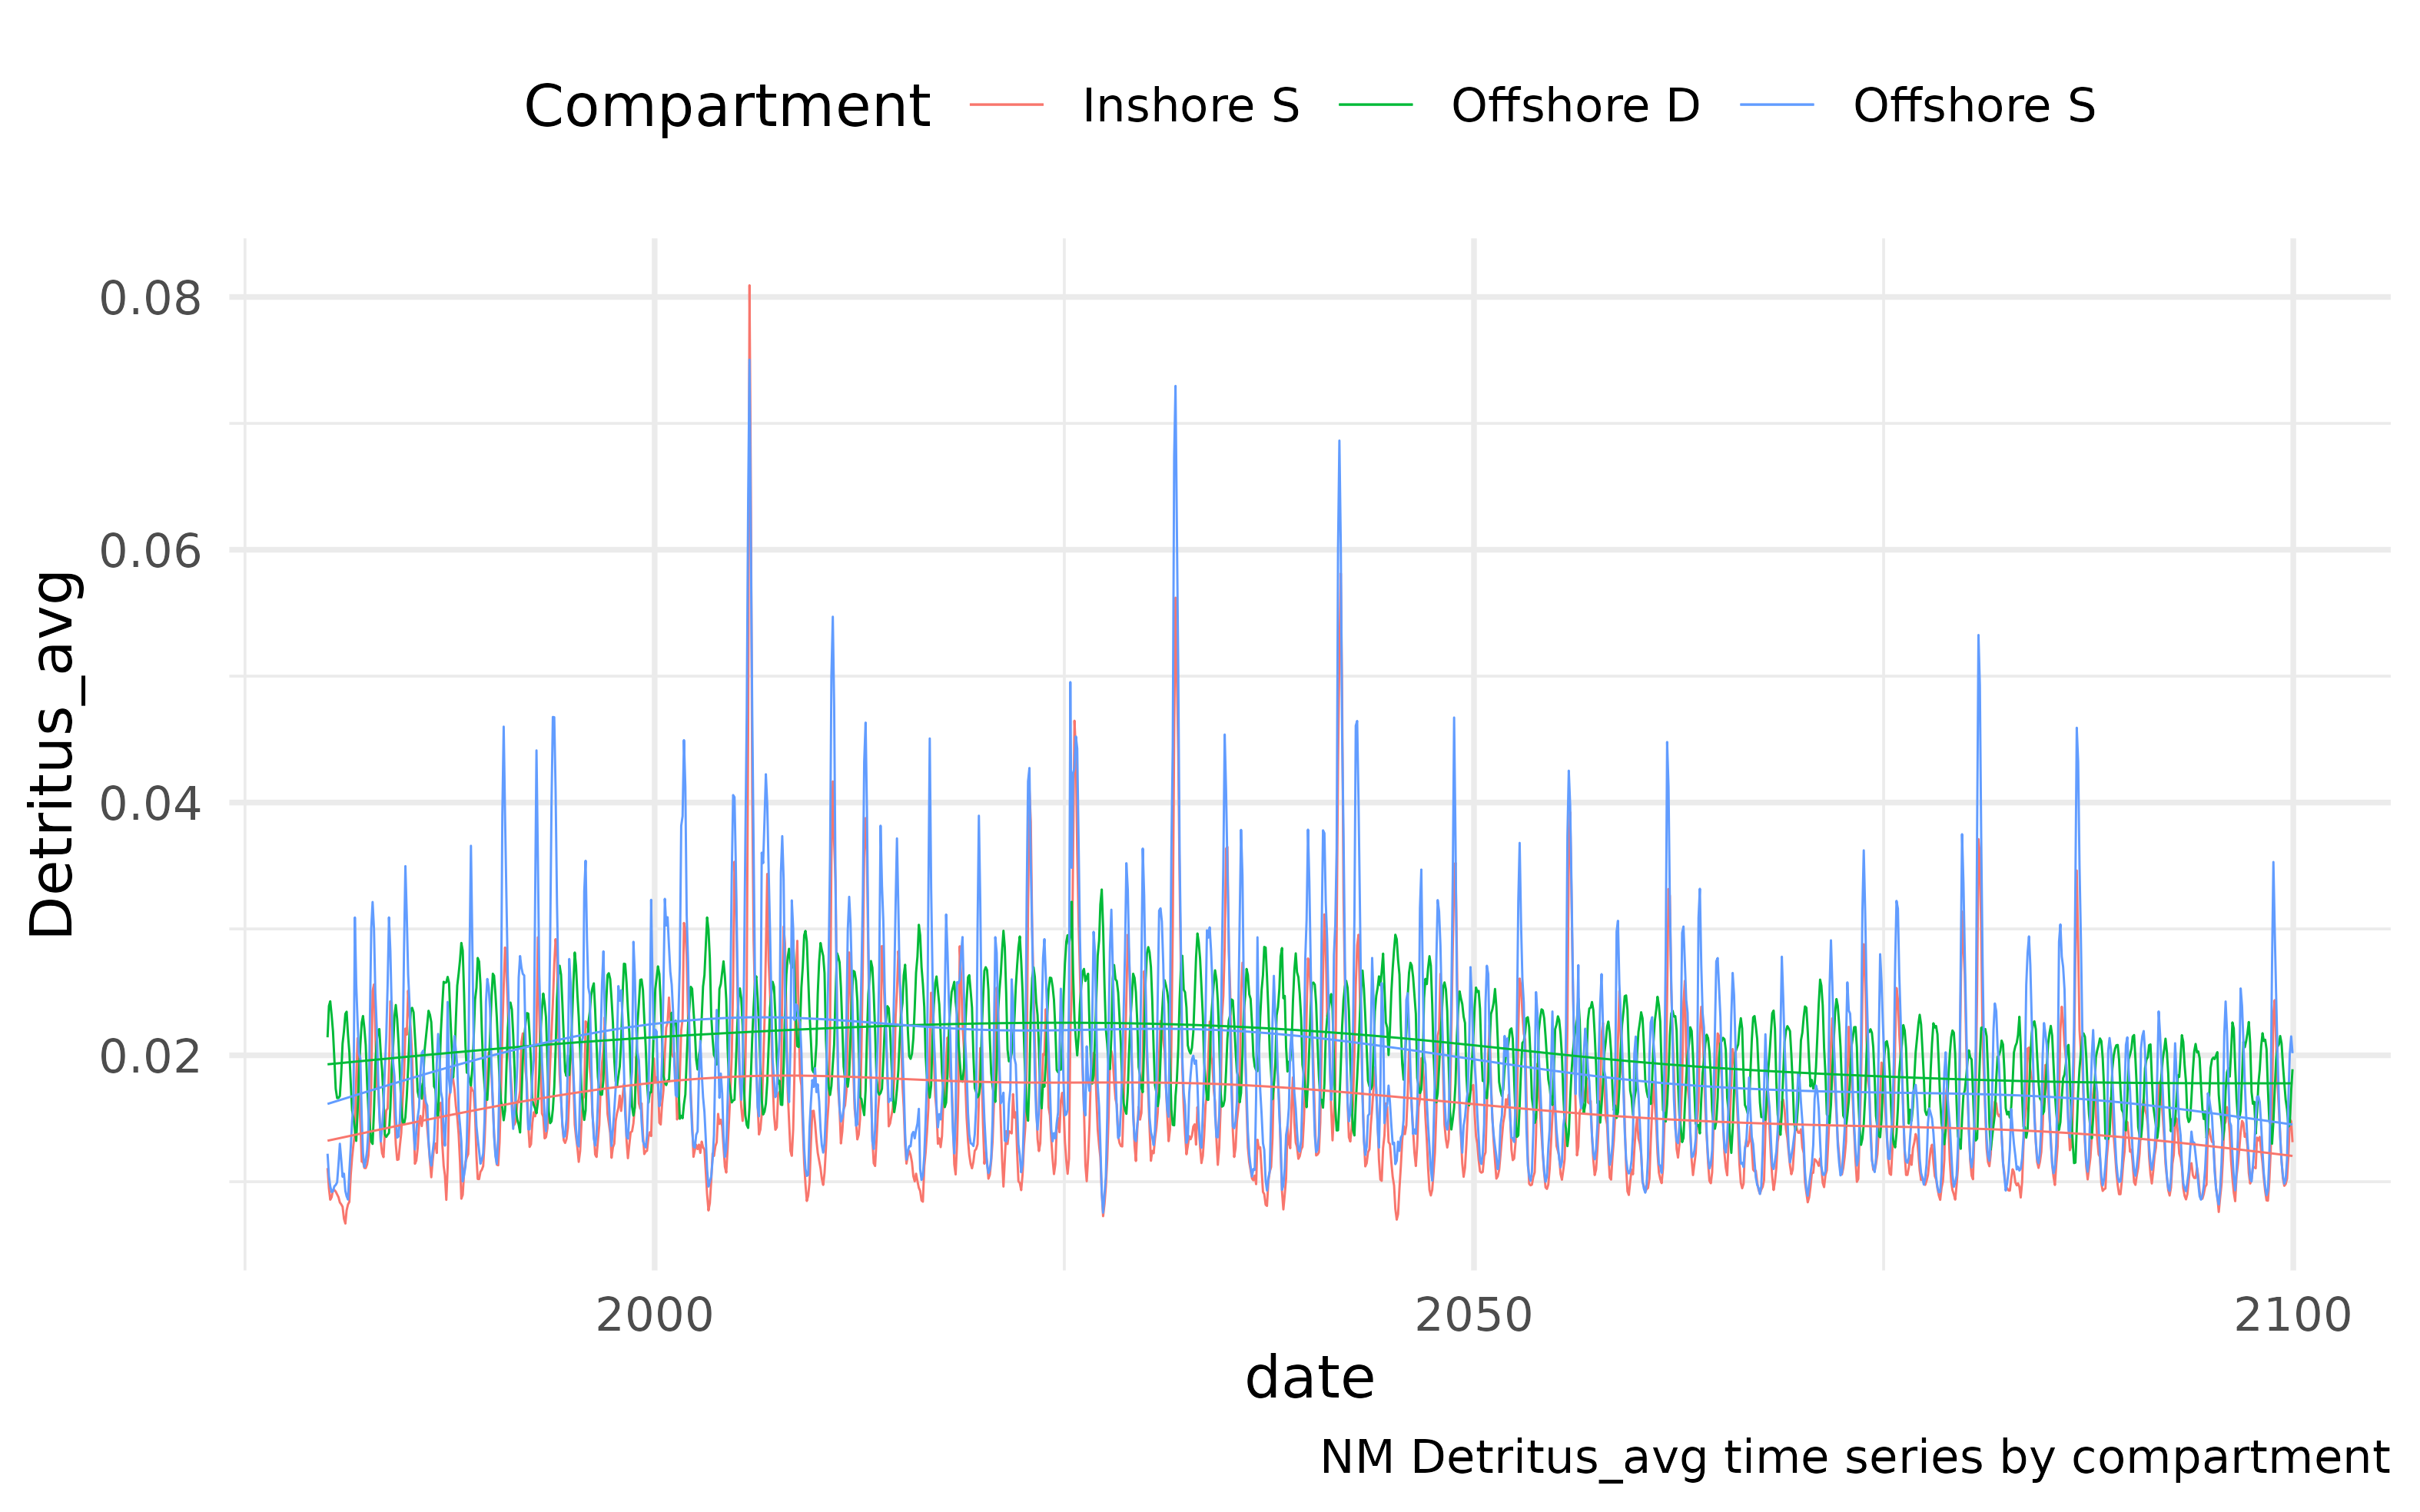 Compartment Inshore S Offshore D Offshore S
0.08
0.06
0.04
0.02
Detritus_avg
2000 2050 2100
date
NM Detritus_avg time series by compartment